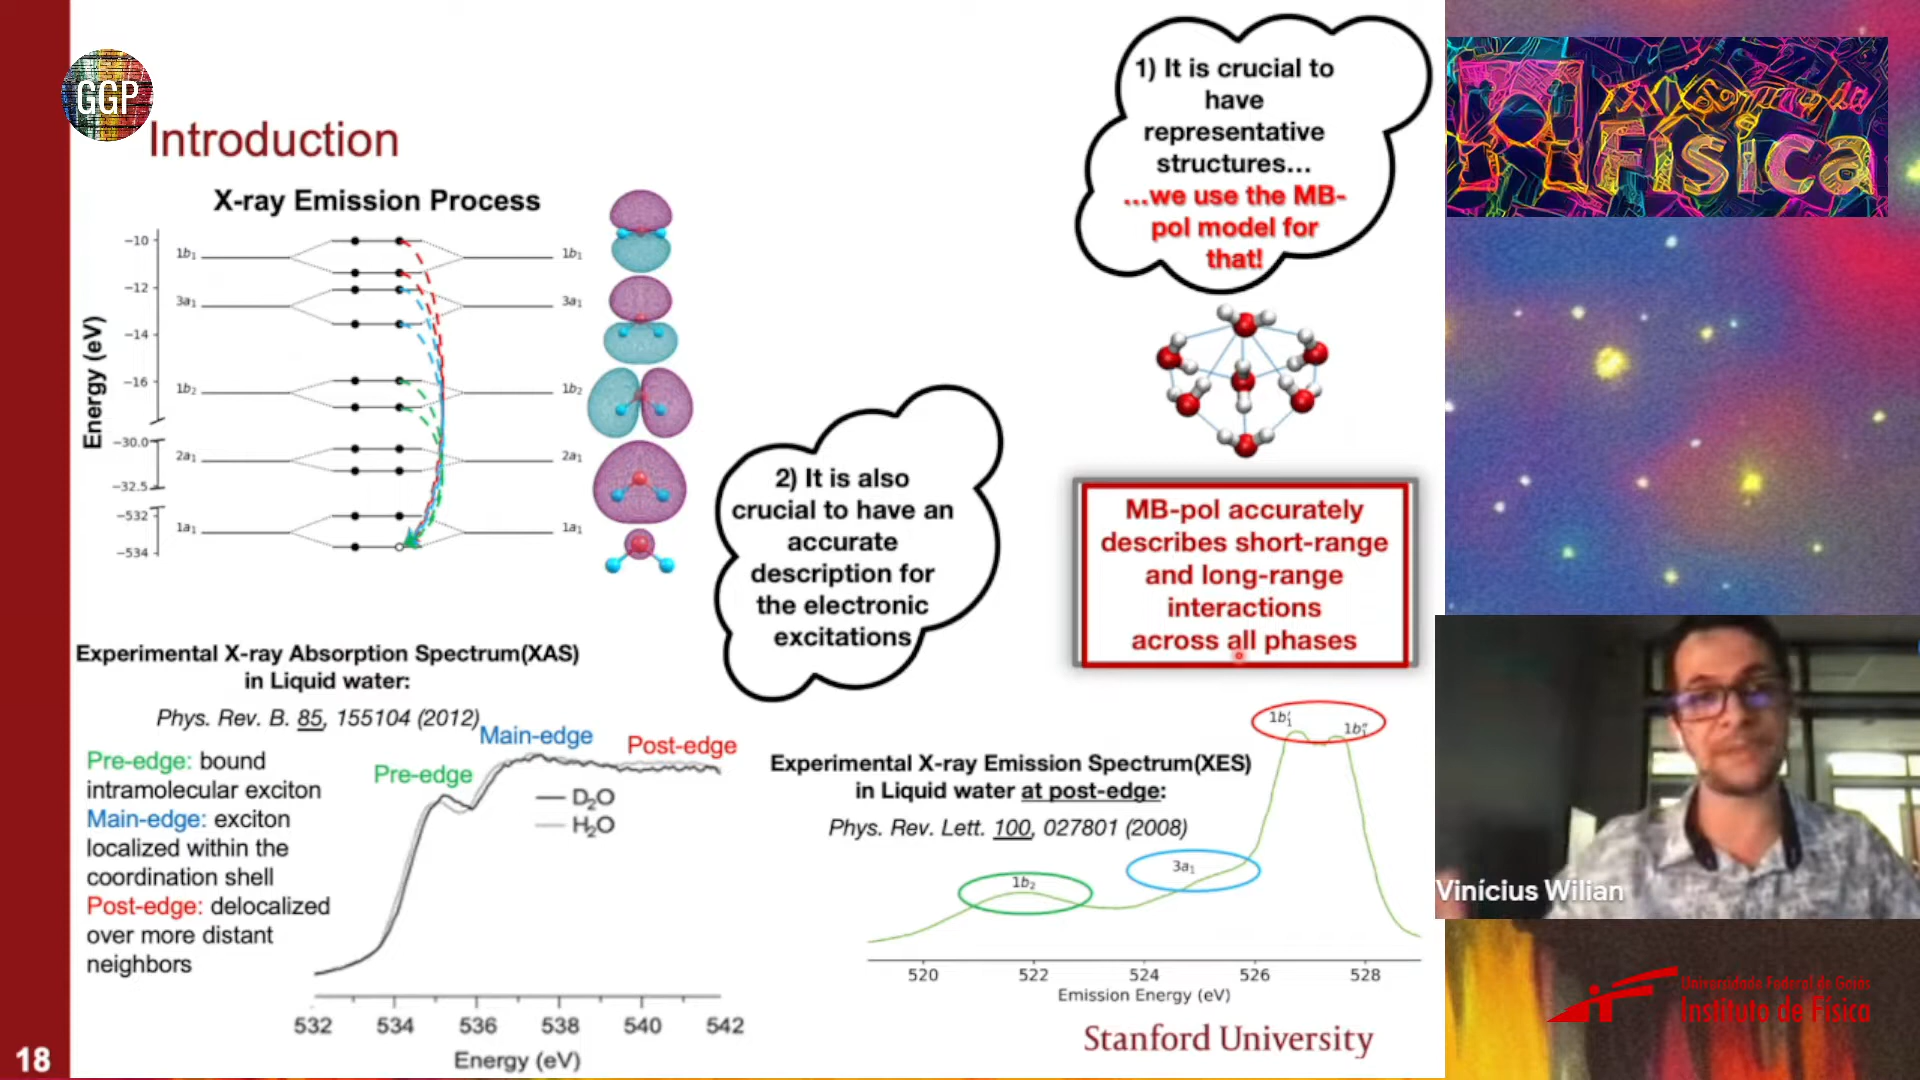 GGP
Introduction
X-ray Emission Process
Energy (eV)
−10
−12
−14
−16
−30.0
−32.5
−532
−534
1b₁
3a₁
1b₂
2a₁
1a₁
1b₁
3a₁
1b₂
2a₁
1a₁
1) It is crucial to
have
representative
structures...
...we use the MB-
pol model for
that!
2) It is also
crucial to have an
accurate
description for
the electronic
excitations
MB-pol accurately
describes short-range
and long-range
interactions
across all phases
Experimental X-ray Absorption Spectrum(XAS)
in Liquid water:
Phys. Rev. B. 85, 155104 (2012)
Pre-edge: bound
intramolecular exciton
Main-edge: exciton
localized within the
coordination shell
Post-edge: delocalized
over more distant
neighbors
Pre-edge
Main-edge
Post-edge
D₂O
H₂O
532 534 536 538 540 542
Energy (eV)
Experimental X-ray Emission Spectrum(XES)
in Liquid water at post-edge:
Phys. Rev. Lett. 100, 027801 (2008)
1b₂
3a₁
1b₁′
1b₁″
520 522 524 526 528
Emission Energy (eV)
Stanford University
18
Física
Vinícius Wilian
Universidade Federal de Goiás
Instituto de Física